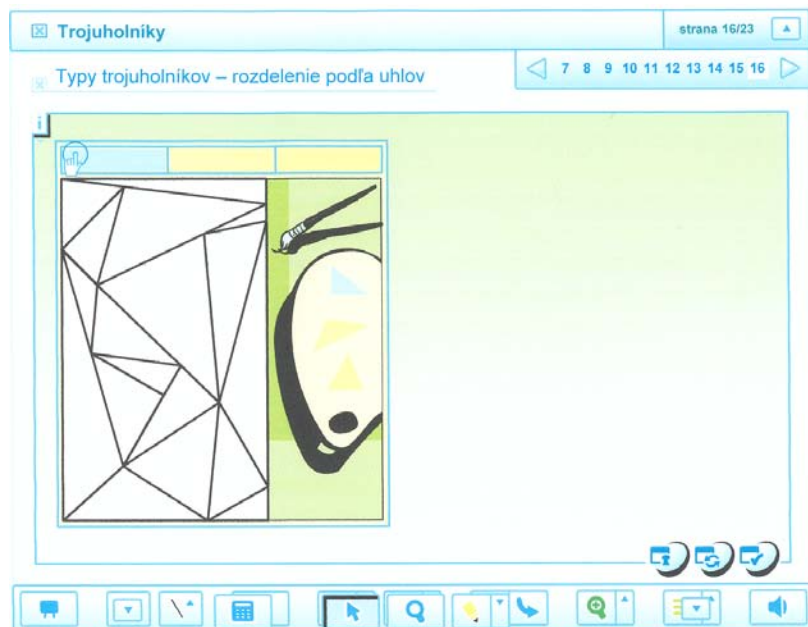 Trojuholníky
strana 16/23
Typy trojuholníkov – rozdelenie podľa uhlov
7 8 9 10 11 12 13 14 15 16
i